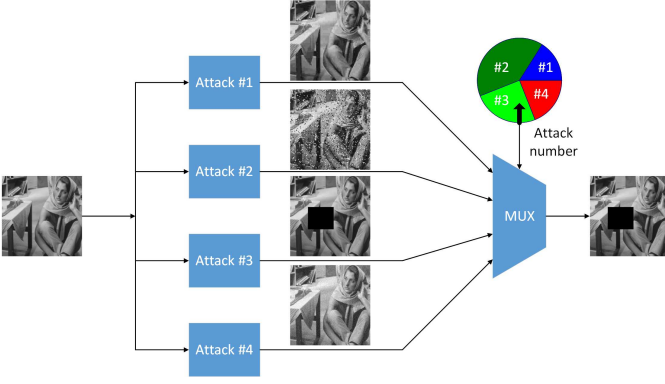 Attack #1
Attack #2
Attack #3
Attack #4
#2
#1
#3
#4
Attack
number
MUX